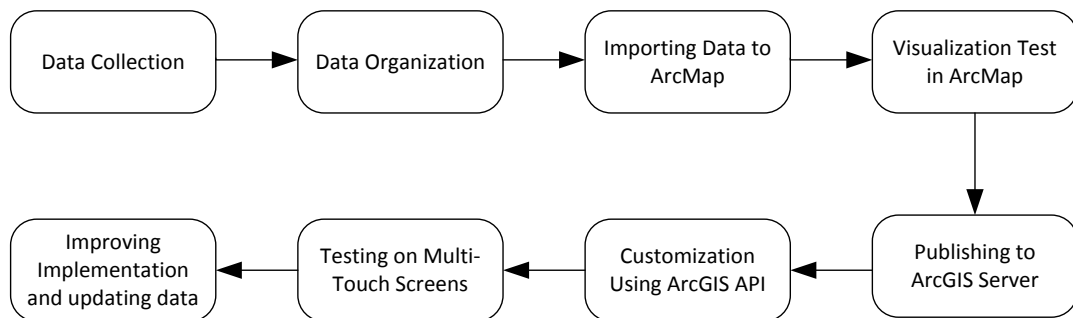 Data Collection
Data Organization
Importing Data to
ArcMap
Visualization Test
in ArcMap
Publishing to
ArcGIS Server
Customization
Using ArcGIS API
Testing on Multi-
Touch Screens
Improving
Implementation
and updating data